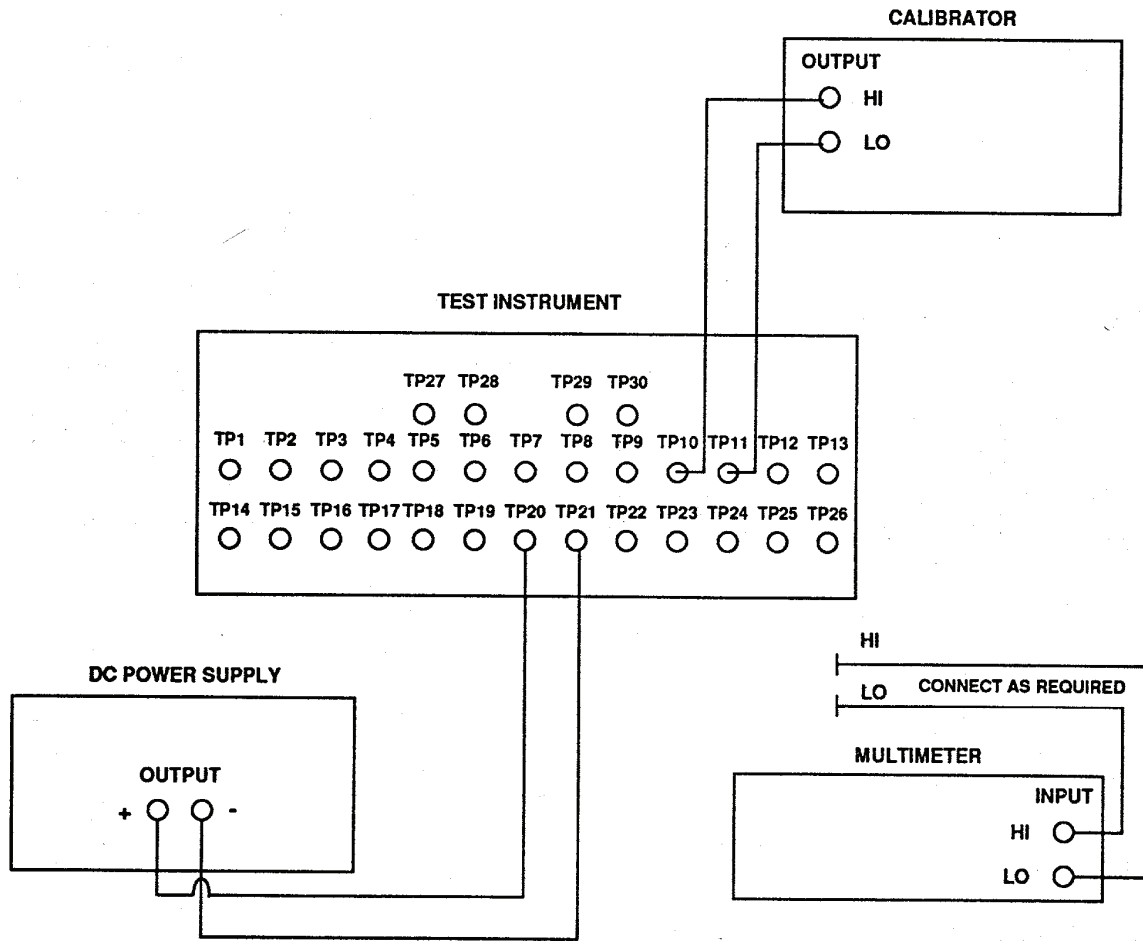 CALIBRATOR
OUTPUT
HI
LO
TEST INSTRUMENT
TP27 TP28 TP29 TP30
TP1 TP2 TP3 TP4 TP5 TP6 TP7 TP8 TP9 TP10 TP11 TP12 TP13
TP14 TP15 TP16 TP17 TP18 TP19 TP20 TP21 TP22 TP23 TP24 TP25 TP26
DC POWER SUPPLY
OUTPUT
+ -
HI
LO CONNECT AS REQUIRED
MULTIMETER
INPUT
HI
LO